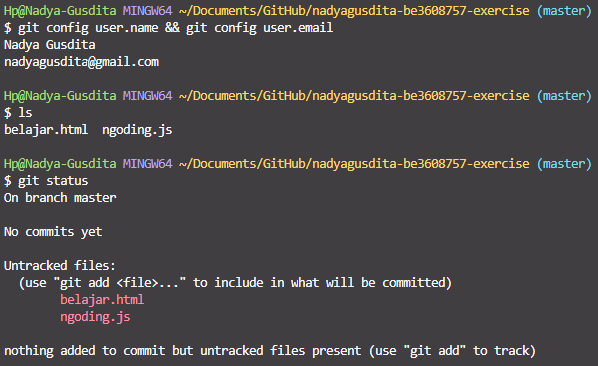 Hp@Nadya-Gusdita MINGW64 ~/Documents/GitHub/nadyagusdita-be3608757-exercise (master)
$ git config user.name && git config user.email
Nadya Gusdita
nadyagusdita@gmail.com
Hp@Nadya-Gusdita MINGW64 ~/Documents/GitHub/nadyagusdita-be3608757-exercise (master)
$ ls
belajar.html  ngoding.js
Hp@Nadya-Gusdita MINGW64 ~/Documents/GitHub/nadyagusdita-be3608757-exercise (master)
$ git status
On branch master
No commits yet
Untracked files:
  (use "git add <file>..." to include in what will be committed)
        belajar.html
        ngoding.js
nothing added to commit but untracked files present (use "git add" to track)